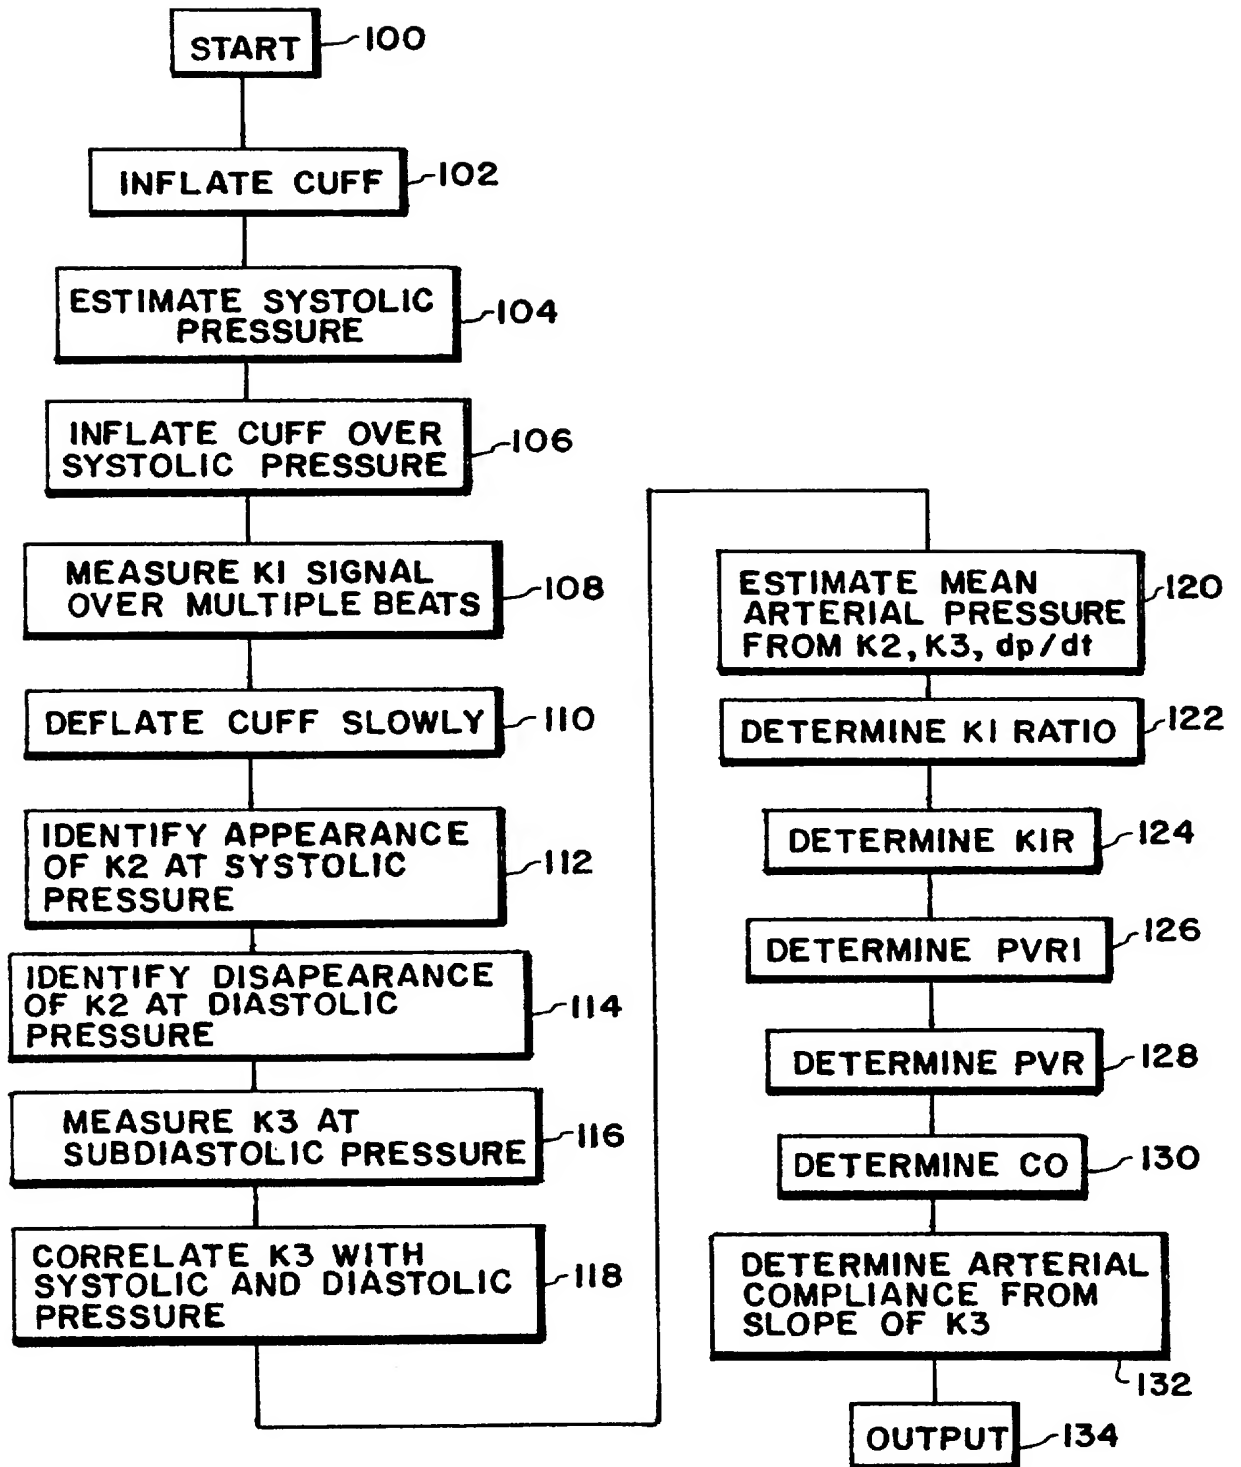 START
100
INFLATE CUFF
102
ESTIMATE SYSTOLIC
PRESSURE
104
INFLATE CUFF OVER
SYSTOLIC PRESSURE
106
MEASURE K1 SIGNAL
OVER MULTIPLE BEATS
108
DEFLATE CUFF SLOWLY
110
IDENTIFY APPEARANCE
OF K2 AT SYSTOLIC
PRESSURE
112
IDENTIFY DISAPEARANCE
OF K2 AT DIASTOLIC
PRESSURE
114
MEASURE K3 AT
SUBDIASTOLIC PRESSURE
116
CORRELATE K3 WITH
SYSTOLIC AND DIASTOLIC
PRESSURE
118
ESTIMATE MEAN
ARTERIAL PRESSURE
FROM K2, K3, dp/dt
120
DETERMINE K1 RATIO
122
DETERMINE K1R
124
DETERMINE PVRI
126
DETERMINE PVR
128
DETERMINE CO
130
DETERMINE ARTERIAL
COMPLIANCE FROM
SLOPE OF K3
132
OUTPUT
134